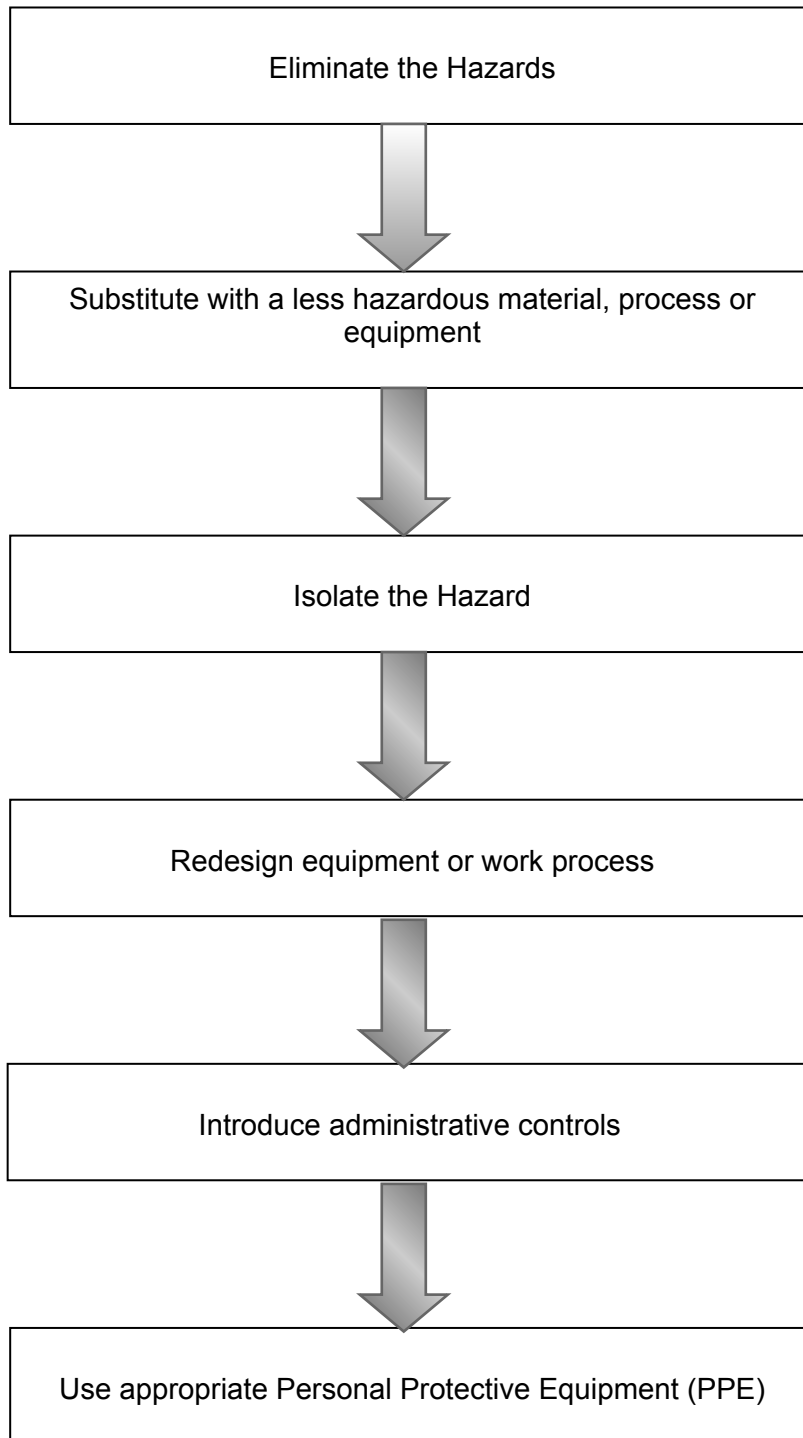 Eliminate the Hazards
Substitute with a less hazardous material, process or
equipment
Isolate the Hazard
Redesign equipment or work process
Introduce administrative controls
Use appropriate Personal Protective Equipment (PPE)